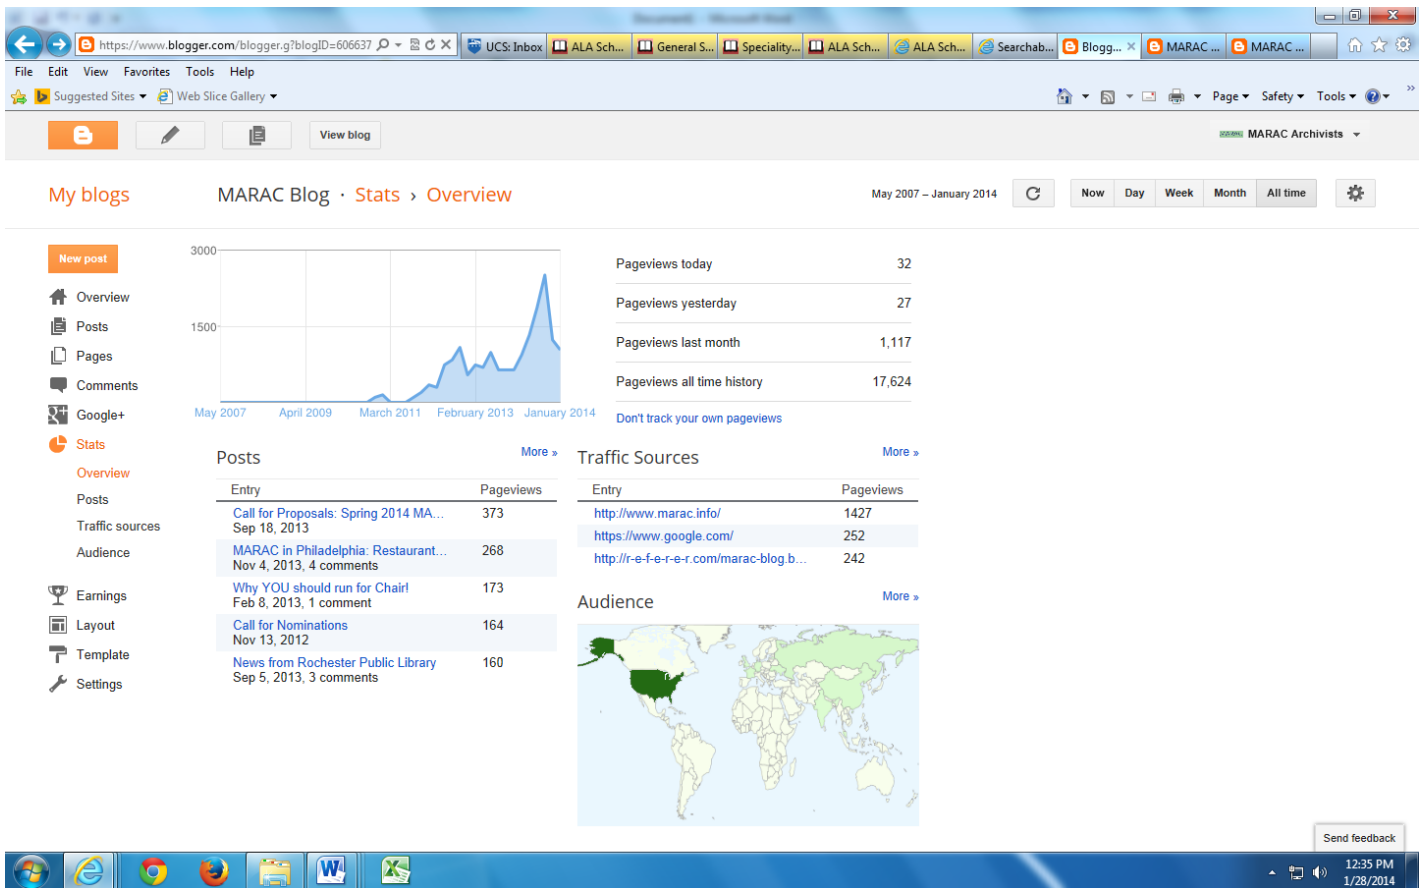 Document1 - Microsoft Word
https://www.blogger.com/blogger.g?blogID=606637
UCS: Inbox
ALA Sch...
General S...
Speciality...
ALA Sch...
ALA Sch...
Searchab...
Blogg...
MARAC ...
MARAC ...
File Edit View Favorites Tools Help
Suggested Sites
Web Slice Gallery
Page Safety Tools
View blog
MARAC Archivists
My blogs
MARAC Blog · Stats › Overview
May 2007 – January 2014
Now Day Week Month All time
New post
Overview
Posts
Pages
Comments
Google+
Stats
Overview
Posts
Traffic sources
Audience
Earnings
Layout
Template
Settings
3000
1500
May 2007 April 2009 March 2011 February 2013 January 2014
Pageviews today 32
Pageviews yesterday 27
Pageviews last month 1,117
Pageviews all time history 17,624
Don't track your own pageviews
Posts More »
Entry Pageviews
Call for Proposals: Spring 2014 MA... 373
Sep 18, 2013
MARAC in Philadelphia: Restaurant... 268
Nov 4, 2013, 4 comments
Why YOU should run for Chair! 173
Feb 8, 2013, 1 comment
Call for Nominations 164
Nov 13, 2012
News from Rochester Public Library 160
Sep 5, 2013, 3 comments
Traffic Sources More »
Entry Pageviews
http://www.marac.info/ 1427
https://www.google.com/ 252
http://r-e-f-e-r-e-r.com/marac-blog.b... 242
Audience More »
Send feedback
12:35 PM
1/28/2014